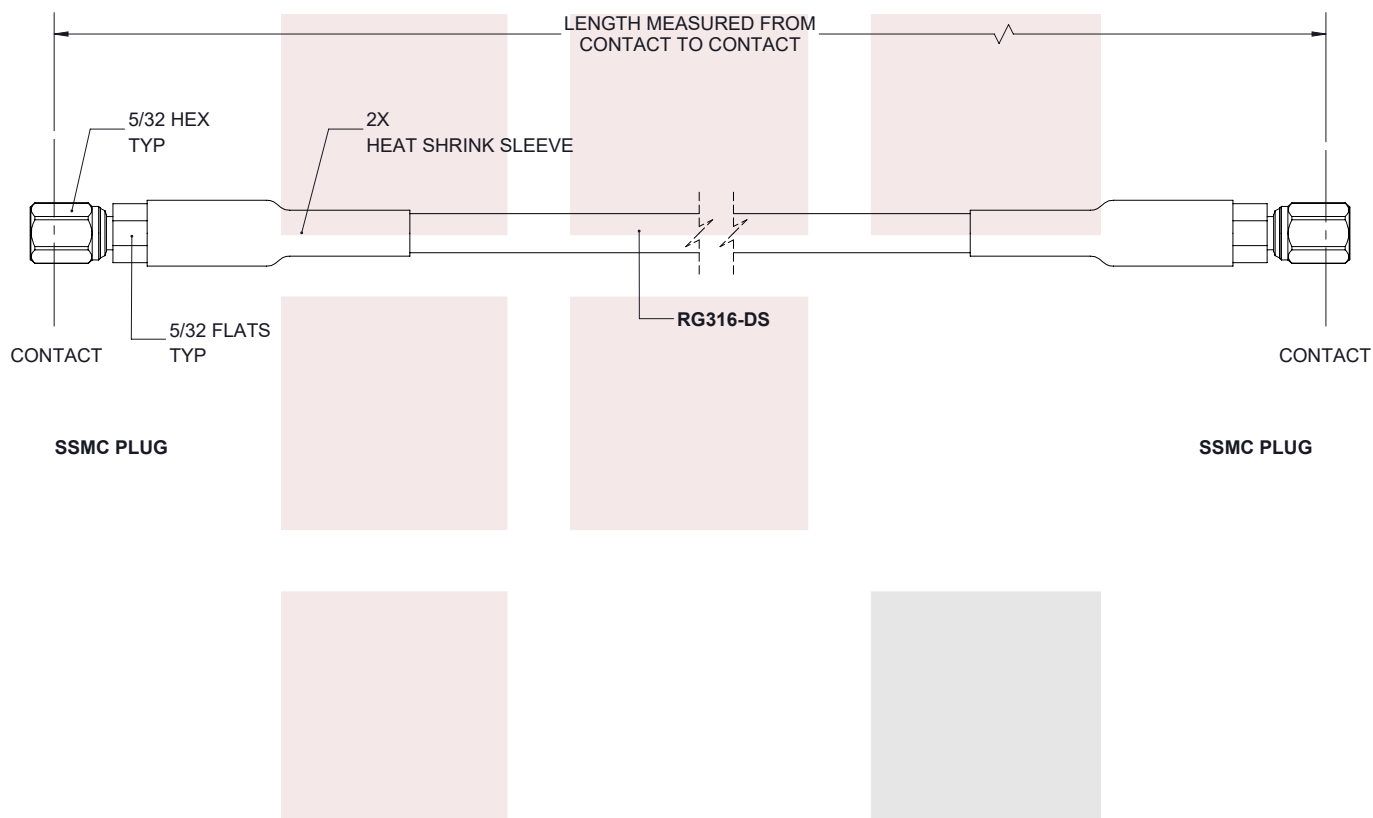 LENGTH MEASURED FROM
CONTACT TO CONTACT
5/32 HEX
TYP
2X
HEAT SHRINK SLEEVE
RG316-DS
5/32 FLATS
TYP
CONTACT
CONTACT
SSMC PLUG
SSMC PLUG